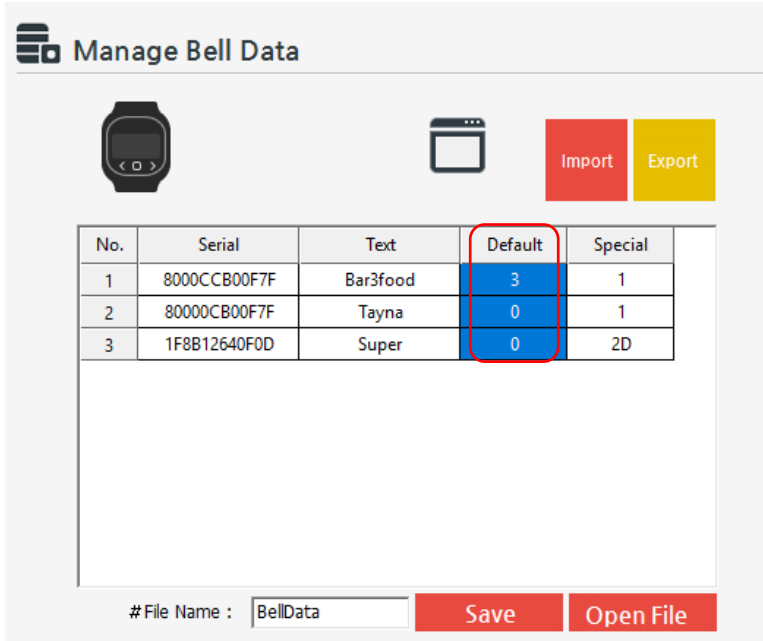 Manage Bell Data
Import Export
No. Serial Text Default Special
1 8000CCB00F7F Bar3food 3 1
2 80000CB00F7F Tayna 0 1
3 1F8B12640F0D Super 0 2D
#File Name : BellData Save Open File